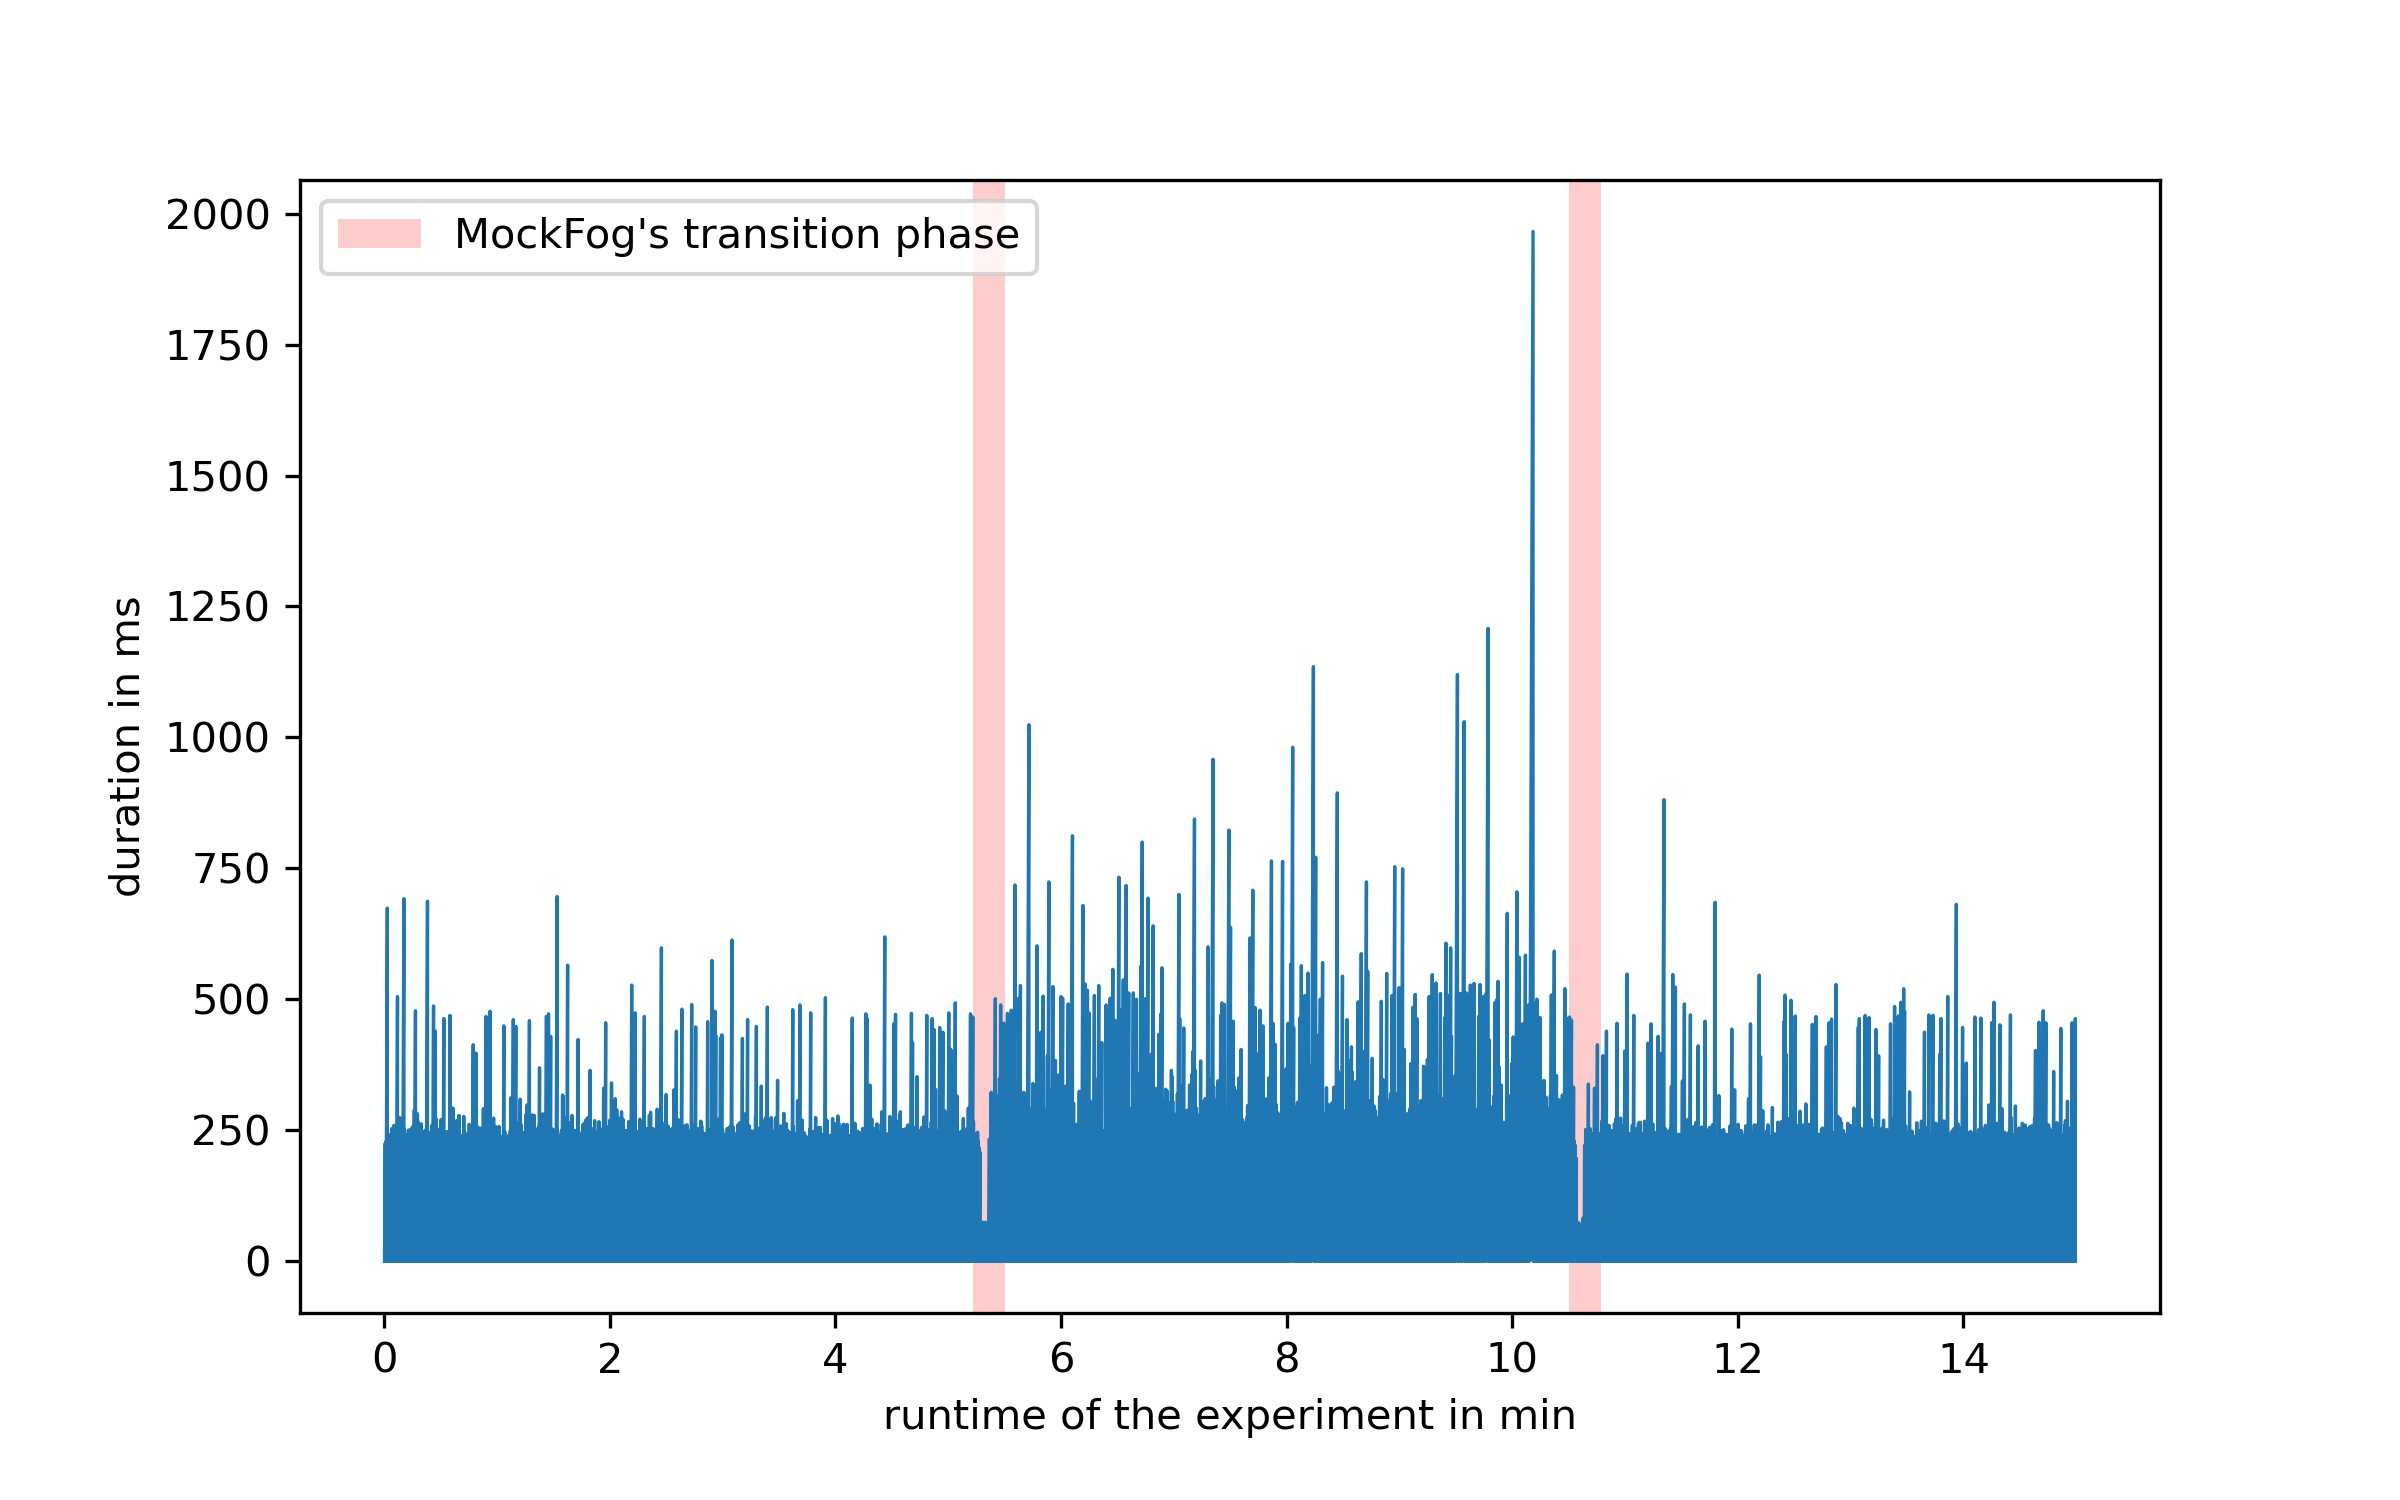 MockFog's transition phase
2000
1750
1500
1250
1000
750
500
250
0
duration in ms
0 2 4 6 8 10 12 14
runtime of the experiment in min